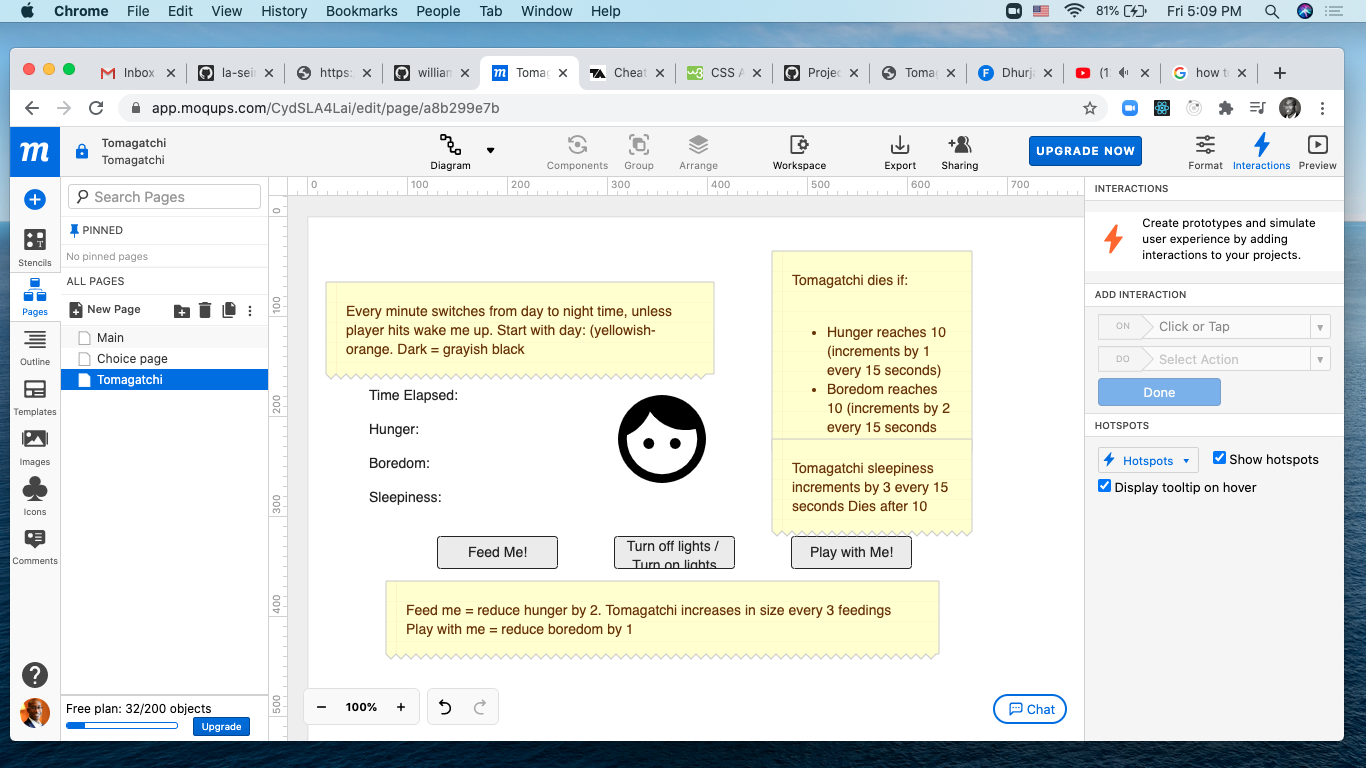 Chrome File Edit View History Bookmarks People Tab Window Help 81% Fri 5:09 PM
Inbox la-sei https: willian Tomag Cheat CSS A Projec Tomag Dhurj (1 how t
app.moqups.com/CydSLA4Lai/edit/page/a8b299e7b
m
Tomagatchi
Tomagatchi
Diagram
Components
Group
Arrange
Workspace
Export
Sharing
UPGRADE NOW
Format
Interactions
Preview
Stencils
Pages
Outline
Templates
Images
Icons
Comments
Search Pages
PINNED
No pinned pages
ALL PAGES
New Page
Main
Choice page
Tomagatchi
Free plan: 32/200 objects
Upgrade
0 100 200 300 400 500 600 700
0
100
200
300
400
500
Every minute switches from day to night time, unless
player hits wake me up. Start with day: (yellowish-
orange. Dark = grayish black
Tomagatchi dies if:
• Hunger reaches 10
(increments by 1
every 15 seconds)
• Boredom reaches
10 (increments by 2
every 15 seconds
Tomagatchi sleepiness
increments by 3 every 15
seconds Dies after 10
Time Elapsed:
Hunger:
Boredom:
Sleepiness:
Feed Me!
Turn off lights /
Turn on lights
Play with Me!
Feed me = reduce hunger by 2. Tomagatchi increases in size every 3 feedings
Play with me = reduce boredom by 1
− 100% +
Chat
INTERACTIONS
Create prototypes and simulate
user experience by adding
interactions to your projects.
ADD INTERACTION
ON Click or Tap
DO Select Action
Done
HOTSPOTS
Hotspots
Show hotspots
Display tooltip on hover